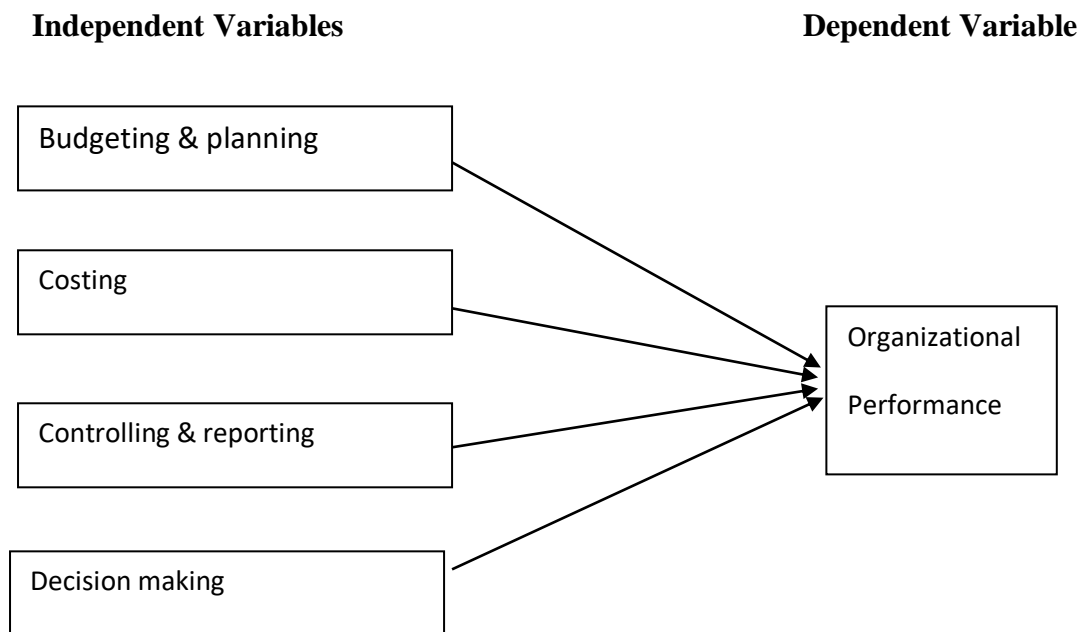 Independent Variables
Dependent Variable
Budgeting & planning
Costing
Controlling & reporting
Decision making
Organizational
Performance